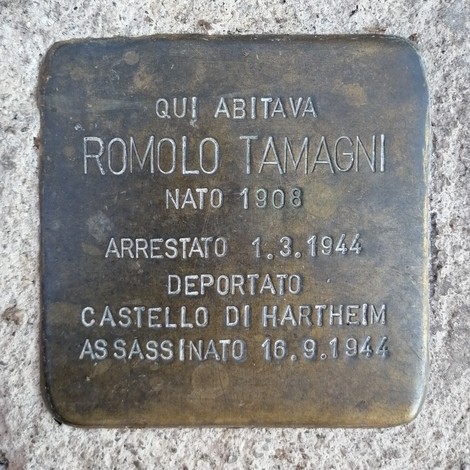 QUI ABITAVA
ROMOLO TAMAGNI
NATO 1908
ARRESTATO 1.3.1944
DEPORTATO
CASTELLO DI HARTHEIM
ASSASSINATO 16.9.1944